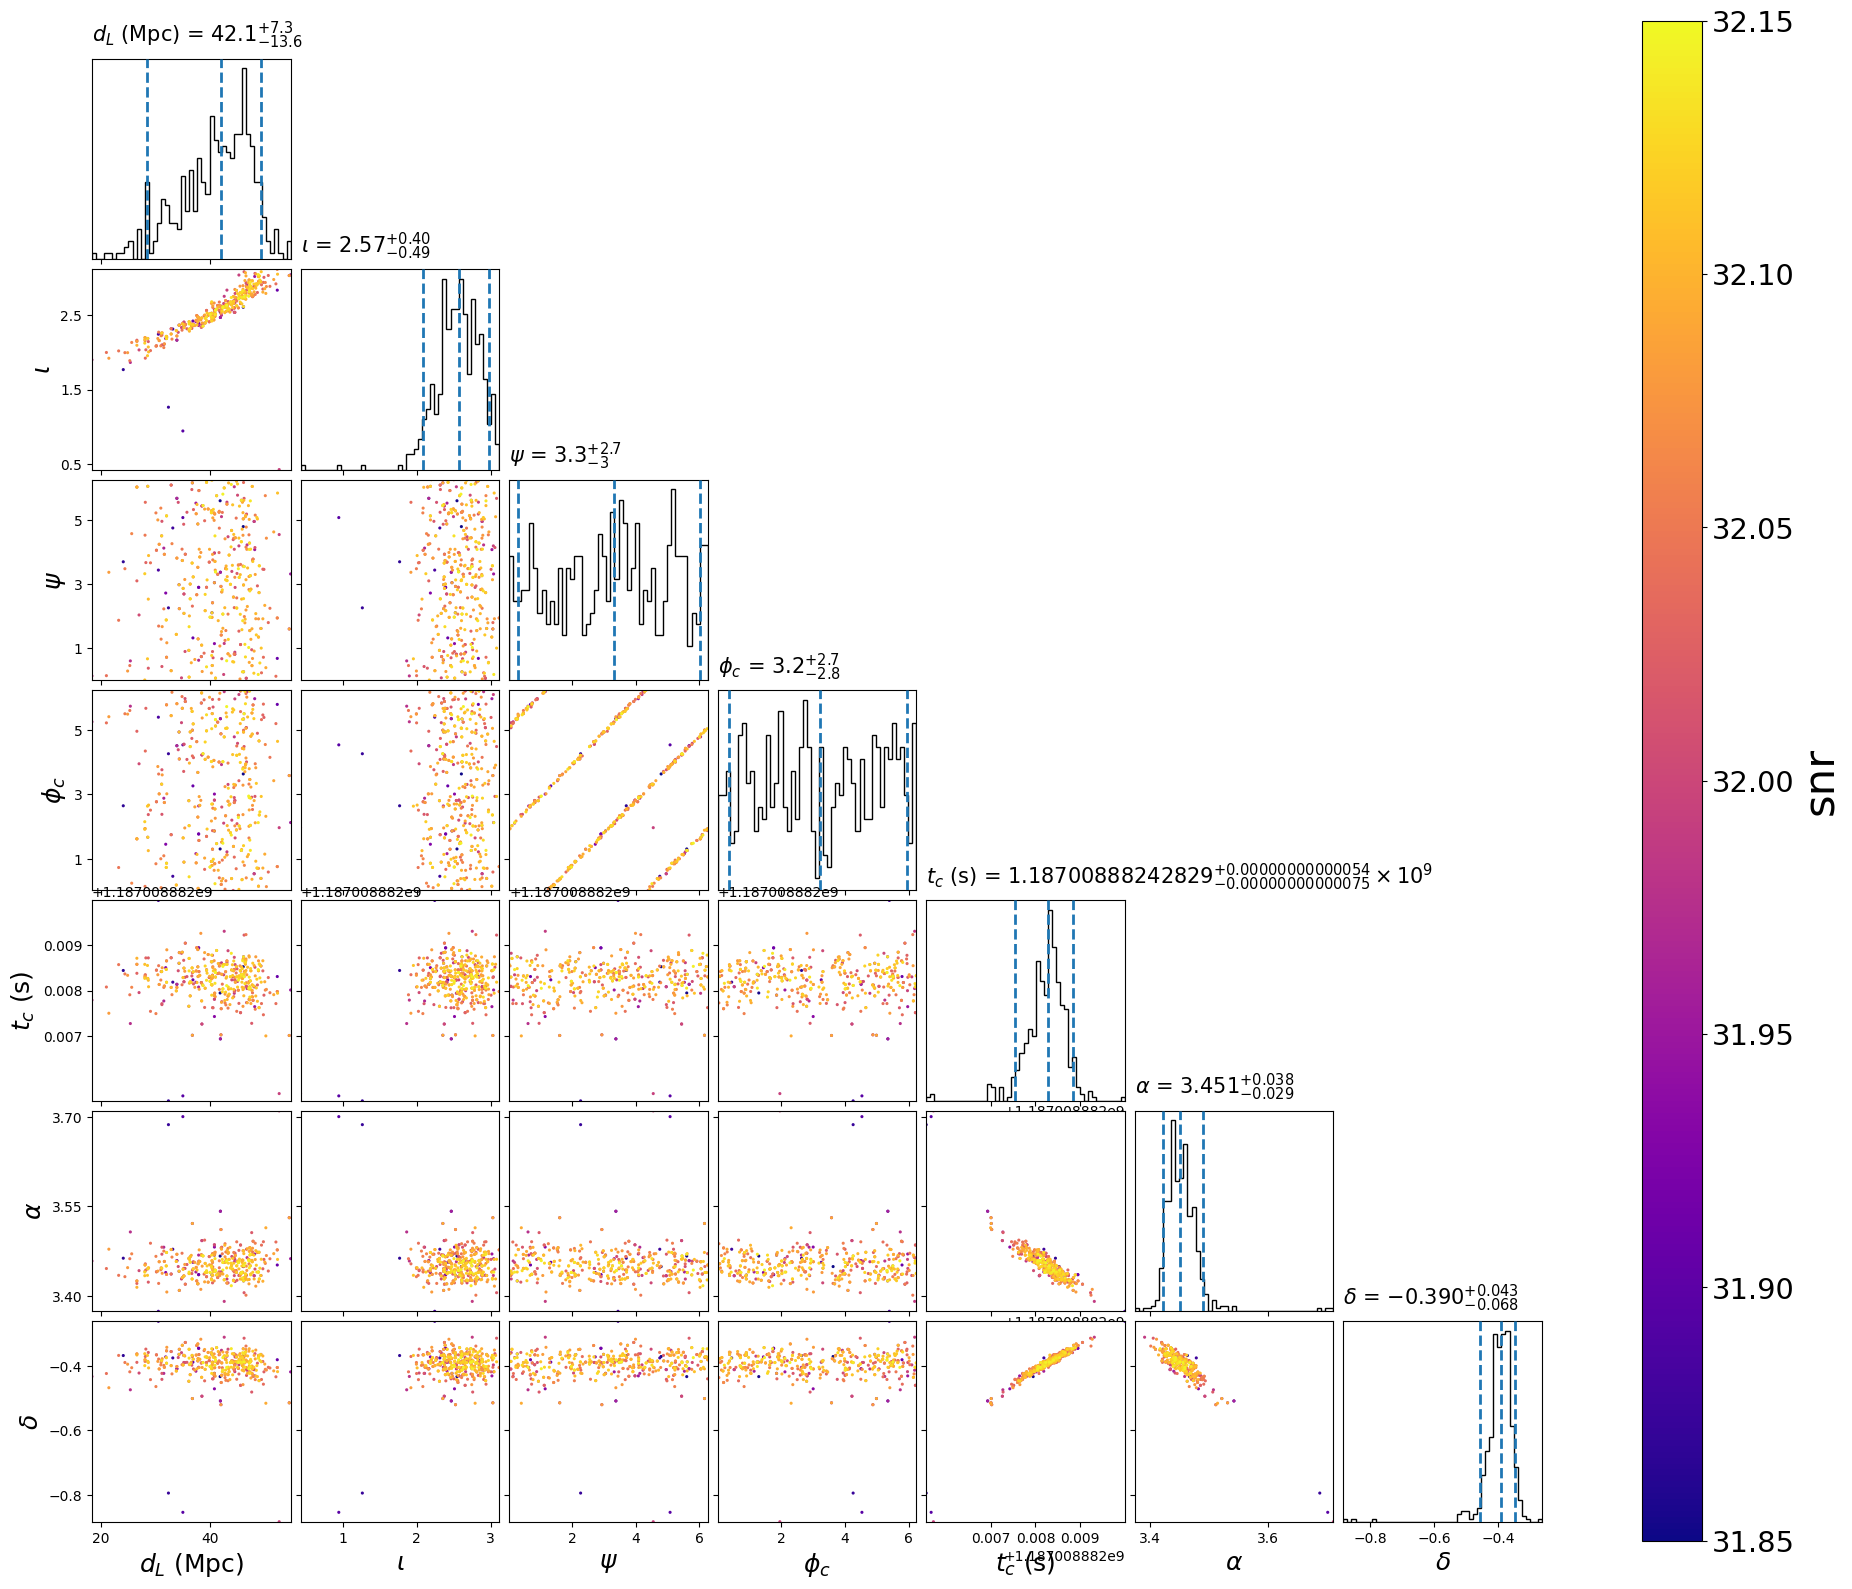 d_L (Mpc) = 42.1^{+7.3}_{-13.6}
ι = 2.57^{+0.40}_{-0.49}
ψ = 3.3^{+2.7}_{-3}
ϕ_c = 3.2^{+2.7}_{-2.8}
t_c (s) = 1.18700888242829^{+0.00000000000054}_{-0.00000000000075} × 10^9
α = 3.451^{+0.038}_{-0.029}
δ = −0.390^{+0.043}_{-0.068}
ι
2.5
1.5
0.5
ψ
5
3
1
ϕ_c
5
3
1
+1.187008882e9
+1.187008882e9
+1.187008882e9
+1.187008882e9
t_c (s)
0.009
0.008
0.007
α
3.70
3.55
3.40
+1.187008882e9
+1.187008882e9
δ
−0.4
−0.6
−0.8
20 40
1 2 3
2 4 6
2 4 6
0.007 0.008 0.009
+1.187008882e9
3.4 3.6
−0.8 −0.6 −0.4
d_L (Mpc)
ι
ψ
ϕ_c
t_c (s)
α
δ
32.15
32.10
32.05
32.00
31.95
31.90
31.85
snr